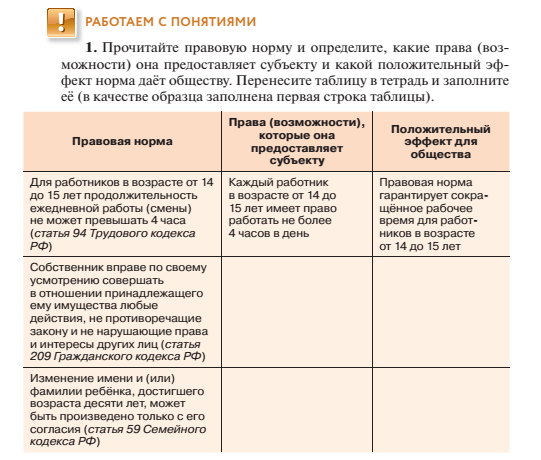 РАБОТАЕМ С ПОНЯТИЯМИ
1. Прочитайте правовую норму и определите, какие права (воз-
можности) она предоставляет субъекту и какой положительный эф-
фект норма даёт обществу. Перенесите таблицу в тетрадь и заполните
её (в качестве образца заполнена первая строка таблицы).
Правовая норма
Права (возможности),
которые она
предоставляет
субъекту
Положительный
эффект для
общества
Для работников в возрасте от 14
до 15 лет продолжительность
ежедневной работы (смены)
не может превышать 4 часа
(статья 94 Трудового кодекса
РФ)
Каждый работник
в возрасте от 14 до
15 лет имеет право
работать не более
4 часов в день
Правовая норма
гарантирует сокра-
щённое рабочее
время для работ-
ников в возрасте
от 14 до 15 лет
Собственник вправе по своему
усмотрению совершать
в отношении принадлежащего
ему имущества любые
действия, не противоречащие
закону и не нарушающие права
и интересы других лиц (статья
209 Гражданского кодекса РФ)
Изменение имени и (или)
фамилии ребёнка, достигшего
возраста десяти лет, может
быть произведено только с его
согласия (статья 59 Семейного
кодекса РФ)